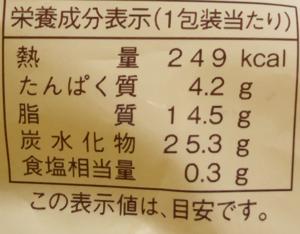 栄養成分表示(1包装当たり)
熱量 249 kcal
たんぱく質 4.2 g
脂質 14.5 g
炭水化物 25.3 g
食塩相当量 0.3 g
この表示値は、目安です。